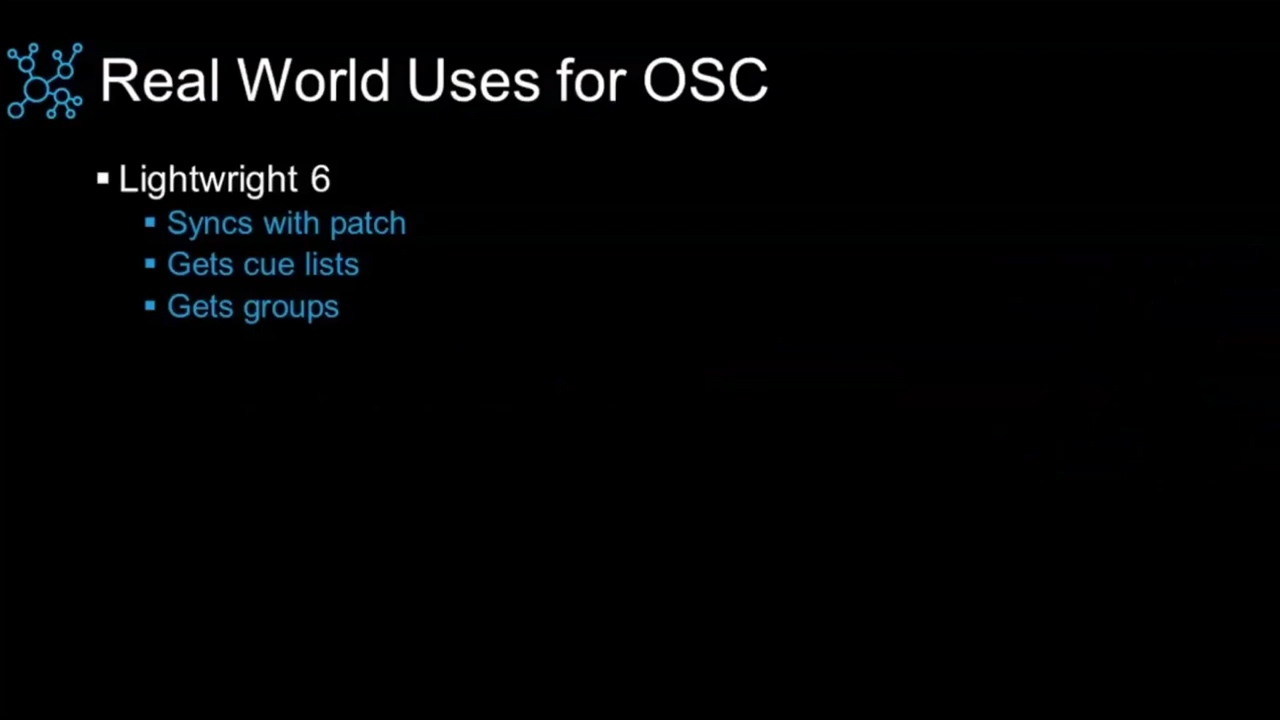 Real World Uses for OSC
▪ Lightwright 6
▪ Syncs with patch
▪ Gets cue lists
▪ Gets groups